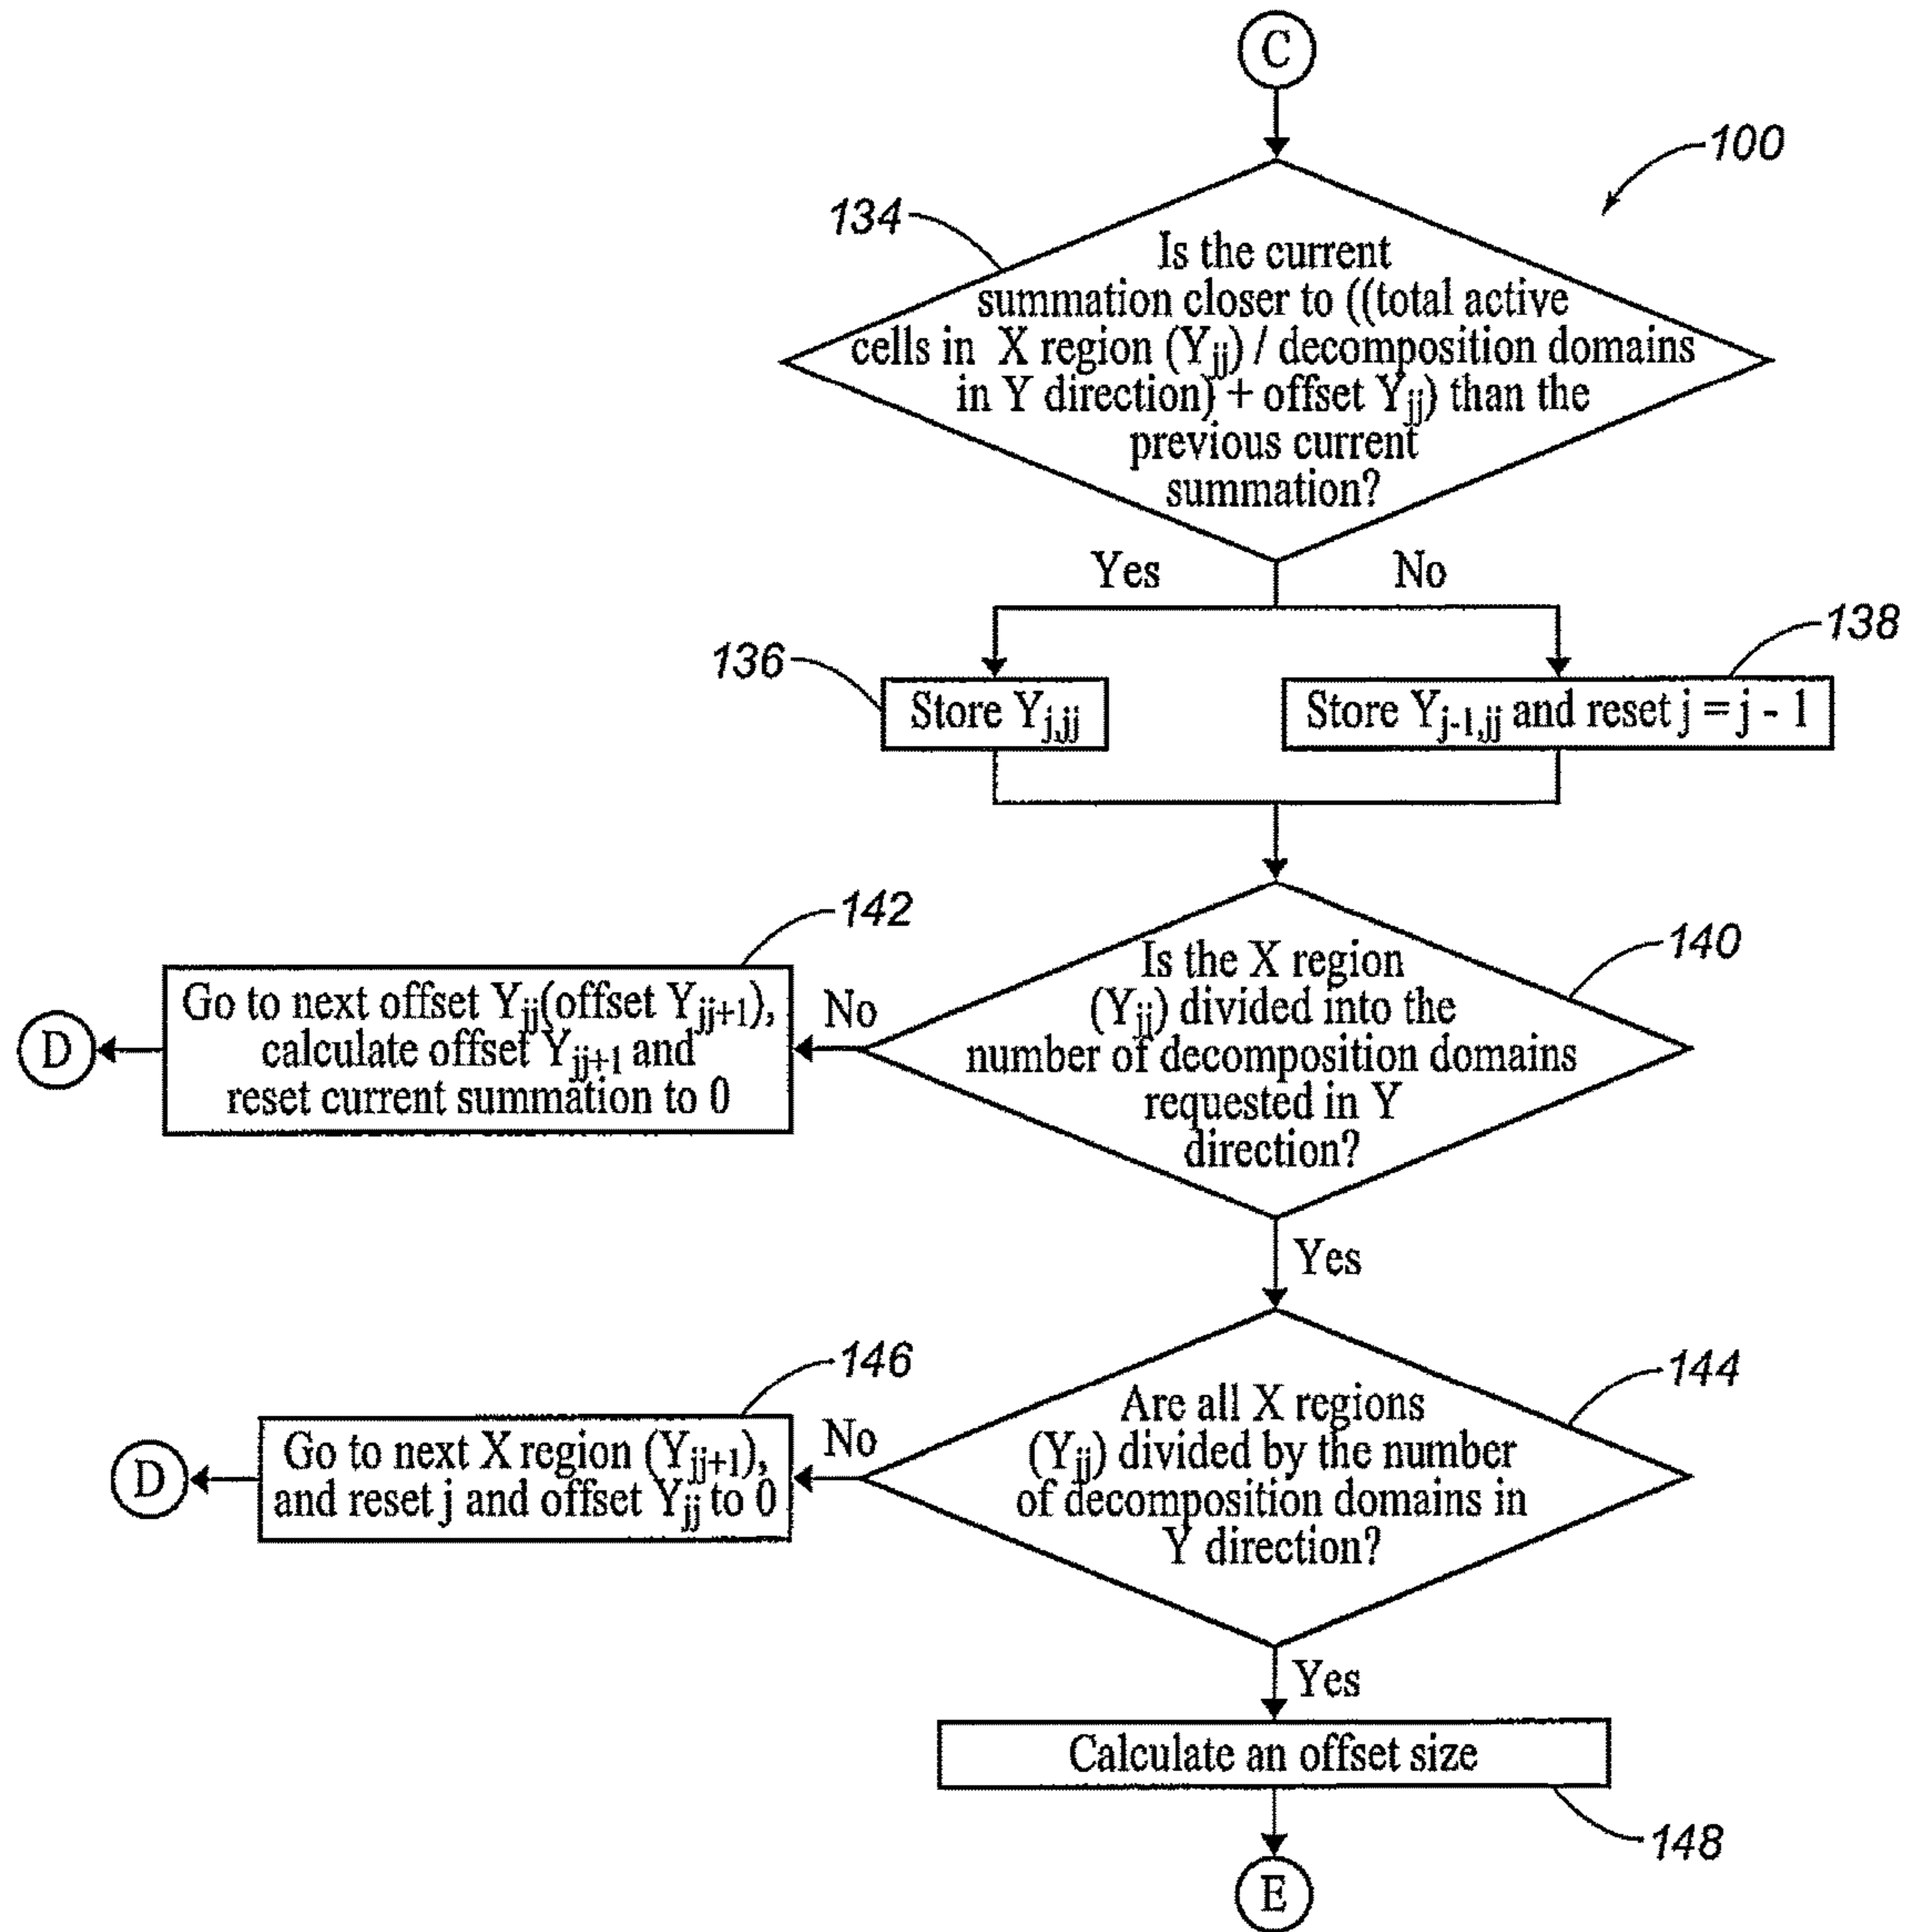 C
100
134
Is the current
summation closer to ((total active
cells in X region (Yjj) / decomposition domains
in Y direction) + offset Yjj) than the
previous current
summation?
Yes
No
136
138
Store Yj,jj
Store Yj-1,jj and reset j = j - 1
142
140
Is the X region
(Yjj) divided into the
number of decomposition domains
requested in Y
direction?
No
Go to next offset Yjj(offset Yjj+1),
calculate offset Yjj+1 and
reset current summation to 0
D
Yes
146
144
Are all X regions
(Yjj) divided by the number
of decomposition domains in
Y direction?
No
Go to next X region (Yjj+1),
and reset j and offset Yjj to 0
D
Yes
Calculate an offset size
148
E